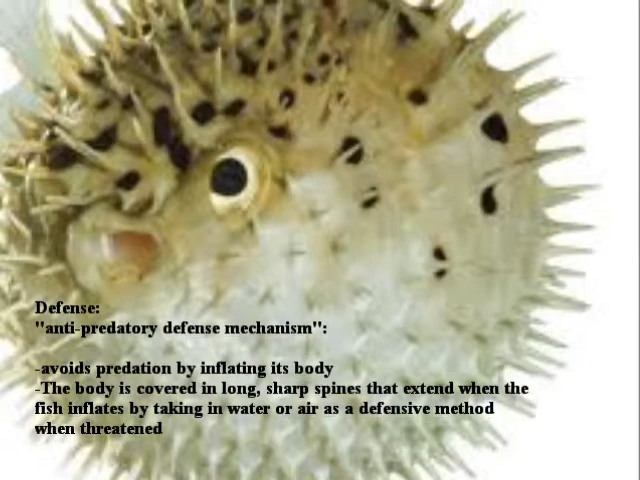 Defense:
"anti-predatory defense mechanism":
-avoids predation by inflating its body
-The body is covered in long, sharp spines that extend when the
fish inflates by taking in water or air as a defensive method
when threatened